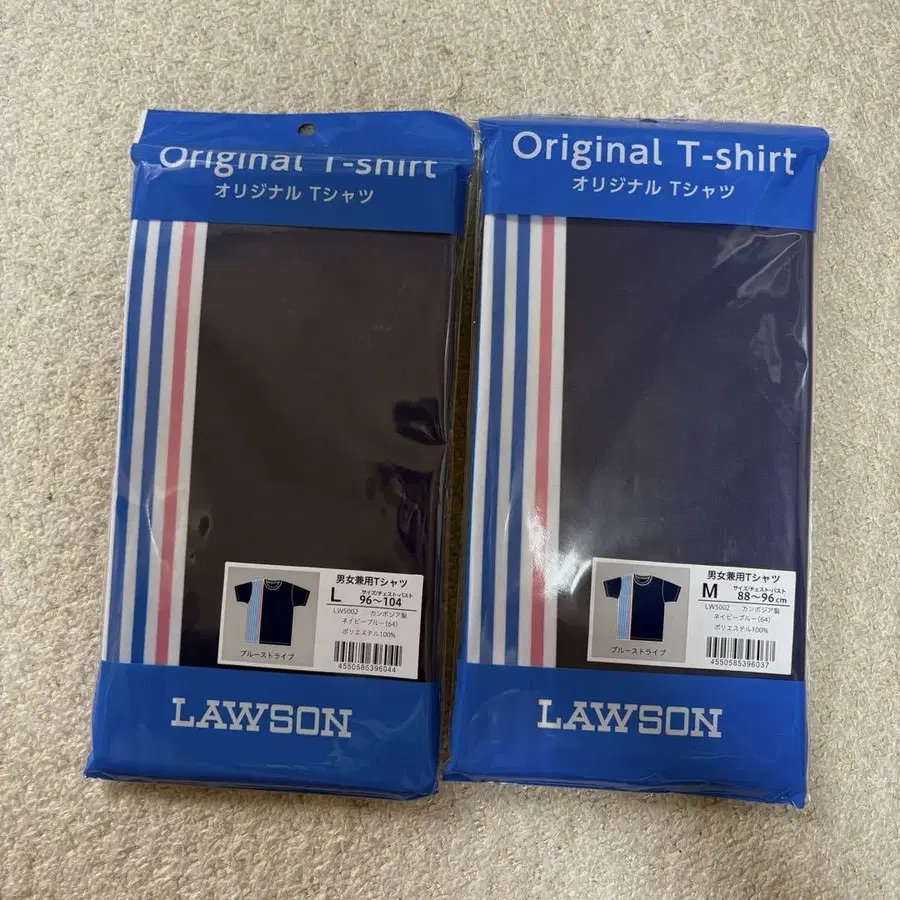 Original T-shirt
オリジナル Tシャツ
男女兼用Tシャツ
L サイズ/チェスト・バスト
96〜104
LWS002 カンボジア製
ネイビーブルー(64)
ポリエステル100%
ブルーストライプ
4550585396044
LAWSON
Original T-shirt
オリジナル Tシャツ
男女兼用Tシャツ
M サイズ/チェスト・バスト
88〜96cm
LWS002 カンボジア製
ネイビーブルー(64)
ポリエステル100%
ブルーストライプ
4550585396037
LAWSON